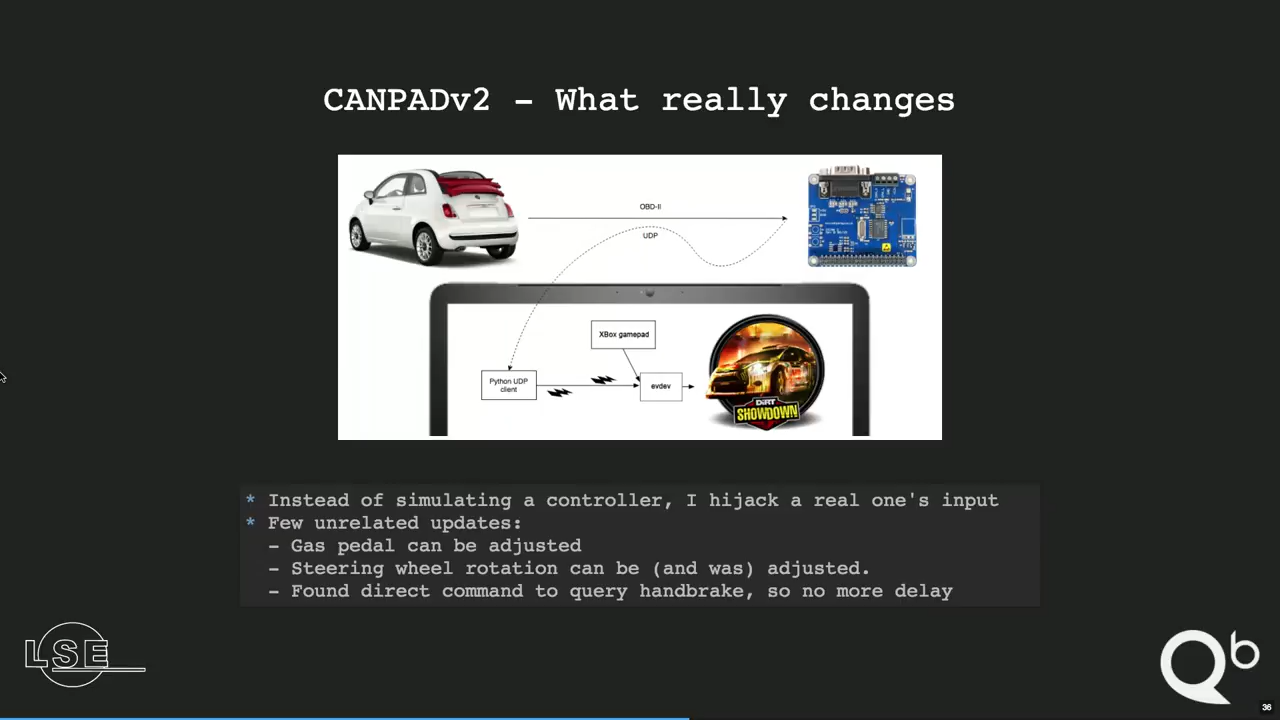 CANPADv2 - What really changes
OBD-II
UDP
XBox gamepad
Python UDP
client
evdev
DiRT
SHOWDOWN
* Instead of simulating a controller, I hijack a real one's input
* Few unrelated updates:
- Gas pedal can be adjusted
- Steering wheel rotation can be (and was) adjusted.
- Found direct command to query handbrake, so no more delay
LSE
Qb
36